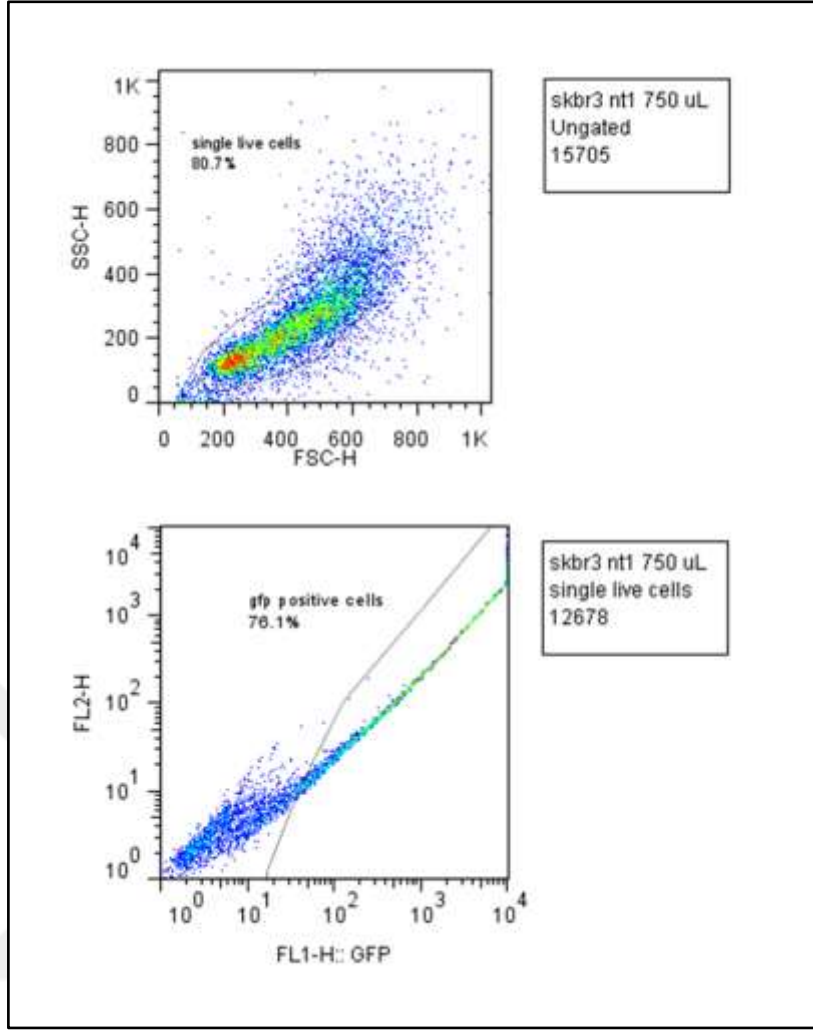 1K
800
600
400
200
0
SSC-H
single live cells
80.7%
0 200 400 600 800 1K
FSC-H
skbr3 nt1 750 uL
Ungated
15705
10^4
10^3
10^2
10^1
10^0
FL2-H
gfp positive cells
76.1%
10^0 10^1 10^2 10^3 10^4
FL1-H:: GFP
skbr3 nt1 750 uL
single live cells
12678